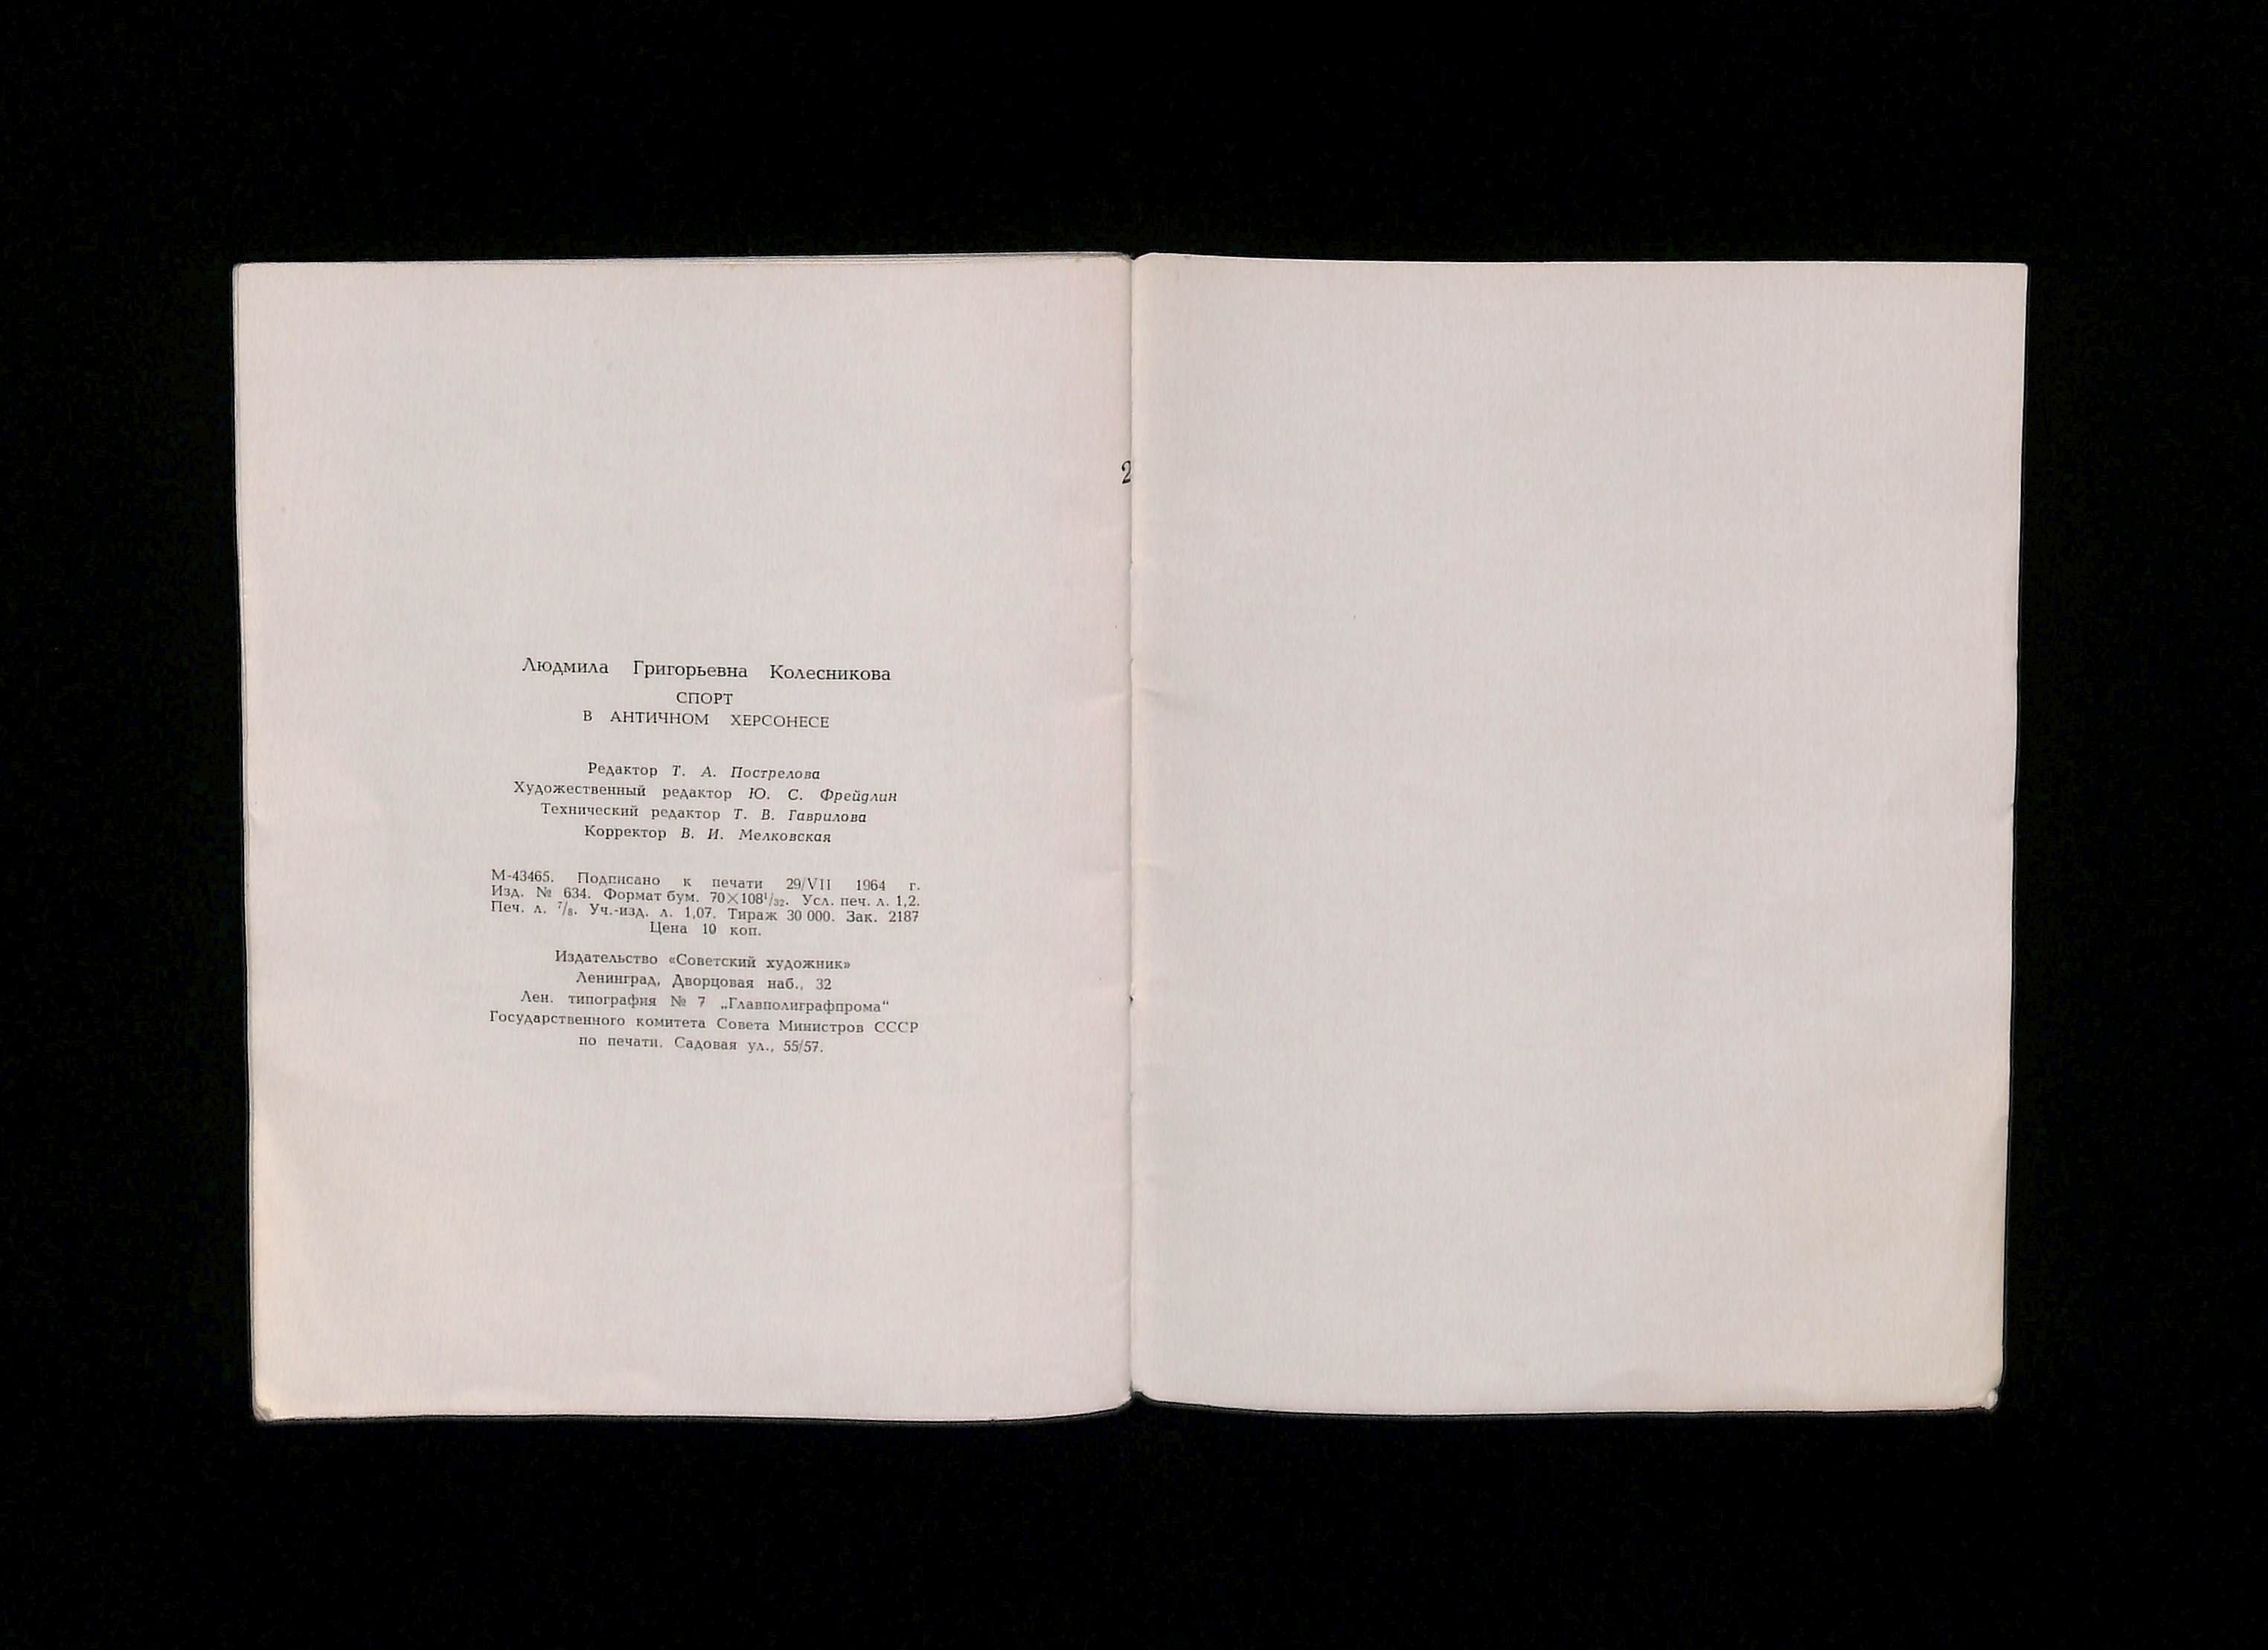 2
Людмила Григорьевна Колесникова
СПОРТ
В АНТИЧНОМ ХЕРСОНЕСЕ
Редактор Т. А. Пострелова
Художественный редактор Ю. С. Фрейдлин
Технический редактор Т. В. Гаврилова
Корректор В. И. Мелковская
М-43465. Подписано к печати 29/VII 1964 г.
Изд. № 634. Формат бум. 70×108¹/₃₂. Усл. печ. л. 1,2.
Печ. л. ⁷/₈. Уч.-изд. л. 1,07. Тираж 30 000. Зак. 2187
Цена 10 коп.
Издательство «Советский художник»
Ленинград, Дворцовая наб., 32
Лен. типография № 7 „Главполиграфпрома“
Государственного комитета Совета Министров СССР
по печати. Садовая ул., 55/57.